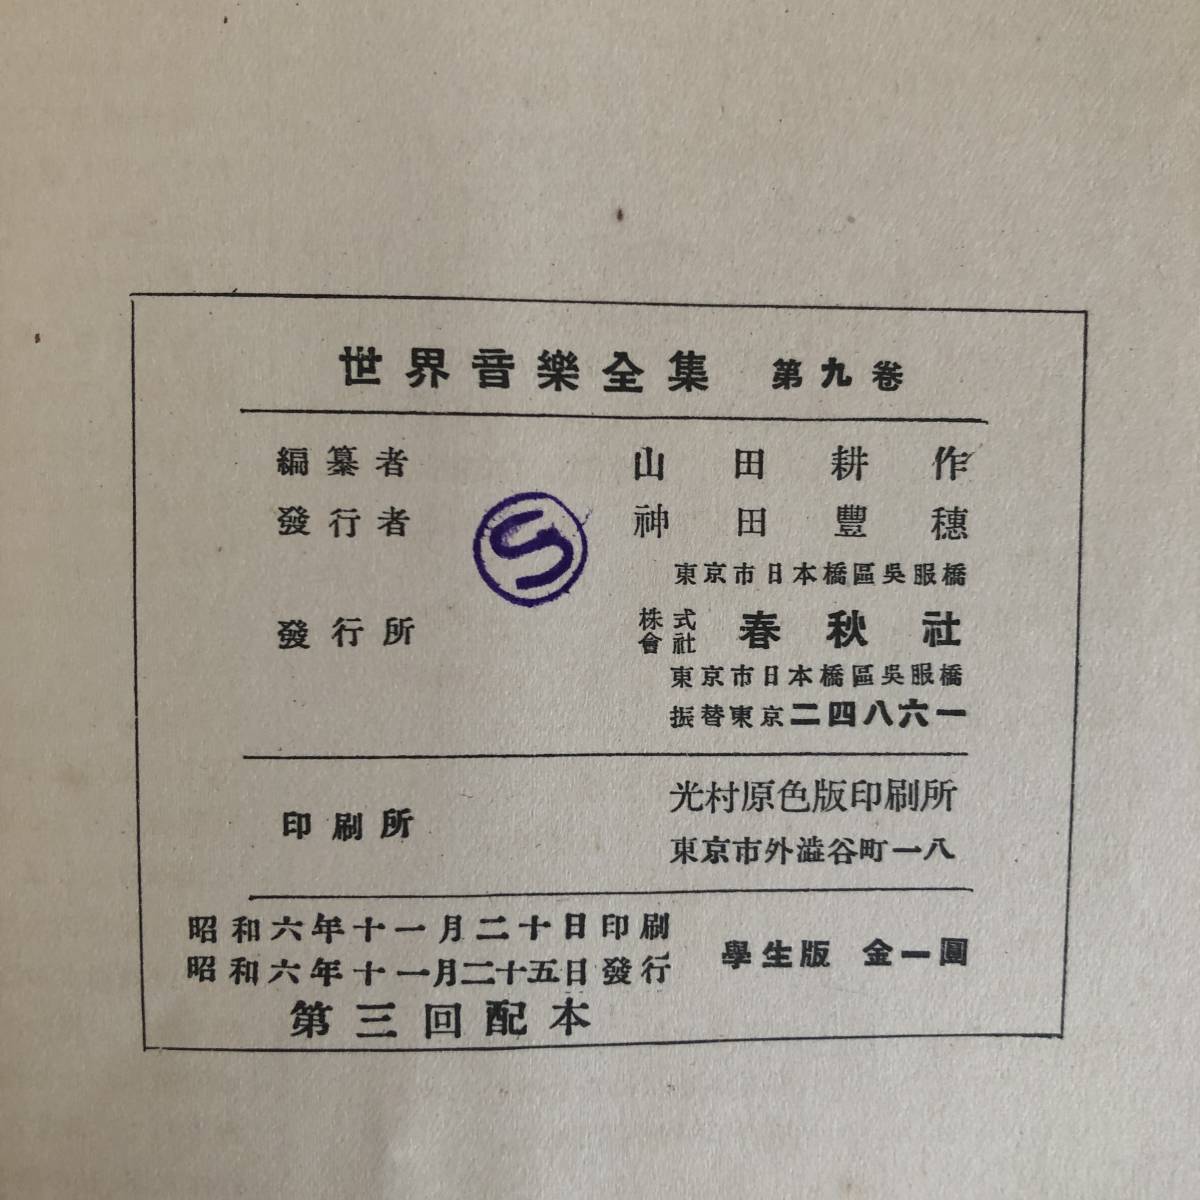 世界音樂全集 第九卷
編纂者 山田耕作
發行者 神田豐穗
東京市日本橋區吳服橋
發行所 株式會社 春秋社
東京市日本橋區吳服橋
振替東京二四八六一
印刷所 光村原色版印刷所
東京市外澁谷町一八
昭和六年十一月二十日印刷
昭和六年十一月二十五日發行
學生版 金一圓
第三回配本